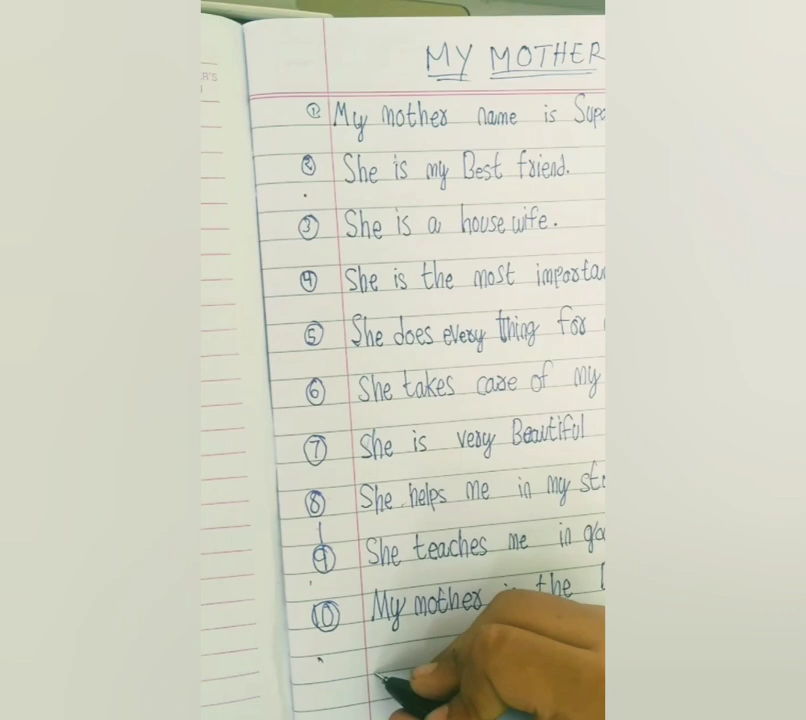 MY MOTHER
① My mother name is
② She is my Best friend.
③ She is a house wife.
④ She is the most
⑤ She does every thing for
⑥ She takes care of my
⑦ She is very Beautiful
⑧ She helps me in my
⑨ She teaches me in
⑩ My mother the